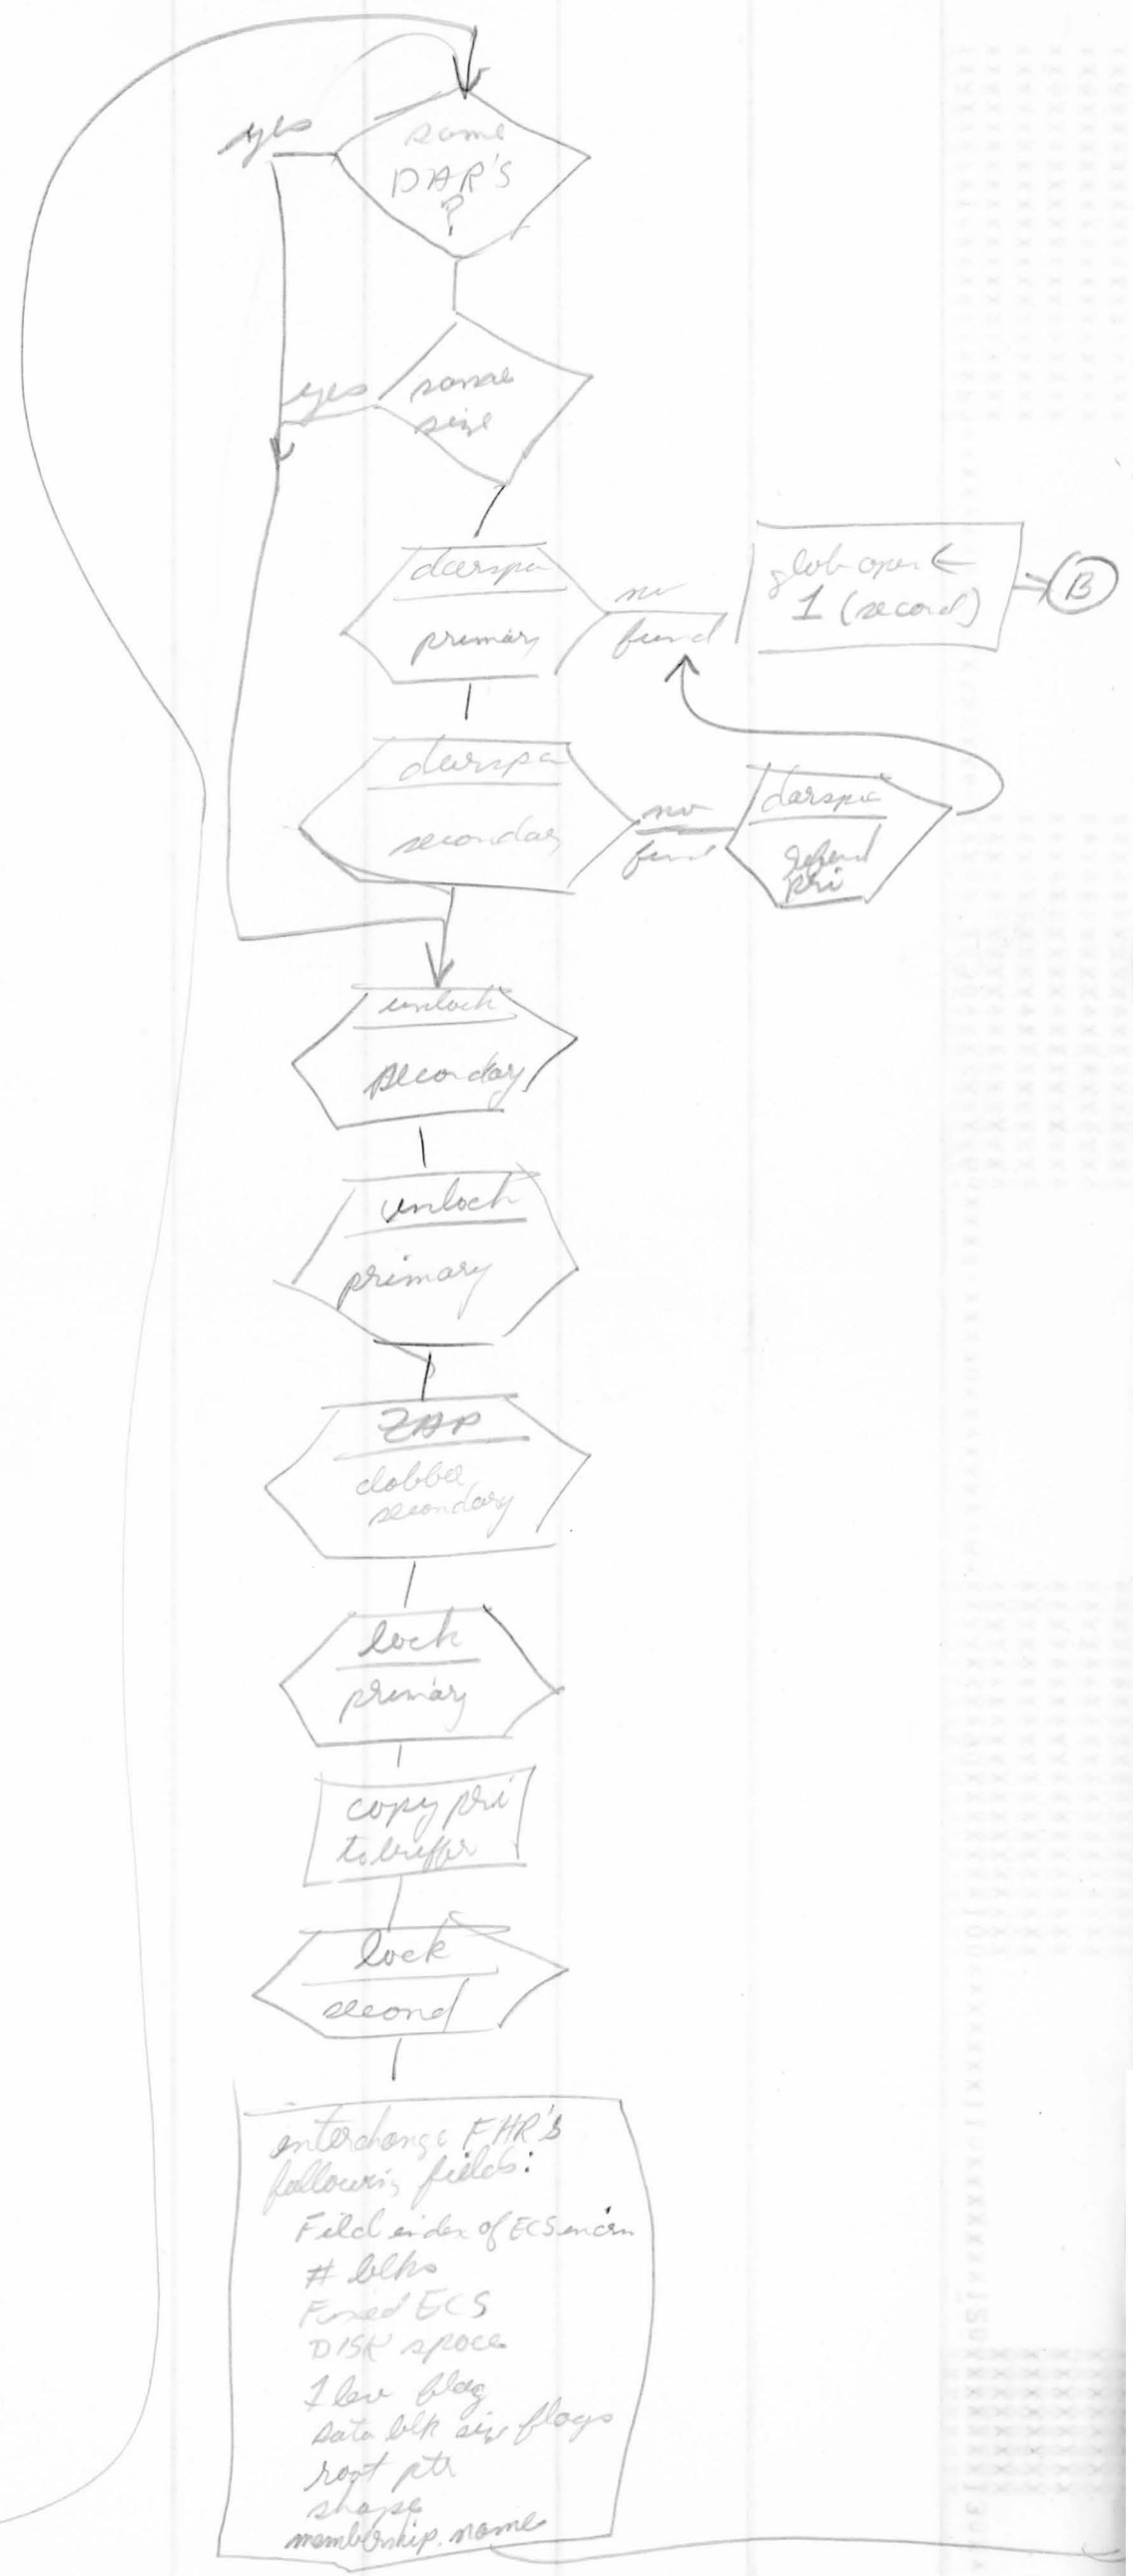 same
DAR'S
?
yes
same
size
yes
darspa
primary
no
fund
glob open ←
1 (second)
B
darspa
secondary
no
fund
darspa
pri
unlock
secondary
unlock
primary
ZAP
clobber
secondary
lock
primary
copy pri
to buffer
lock
second
interchange FHR's
following fields:
index of ECS
# blks
Fixed ECS
DISK space
1 lev flag
data blk size flags
root ptr
shape
membership name